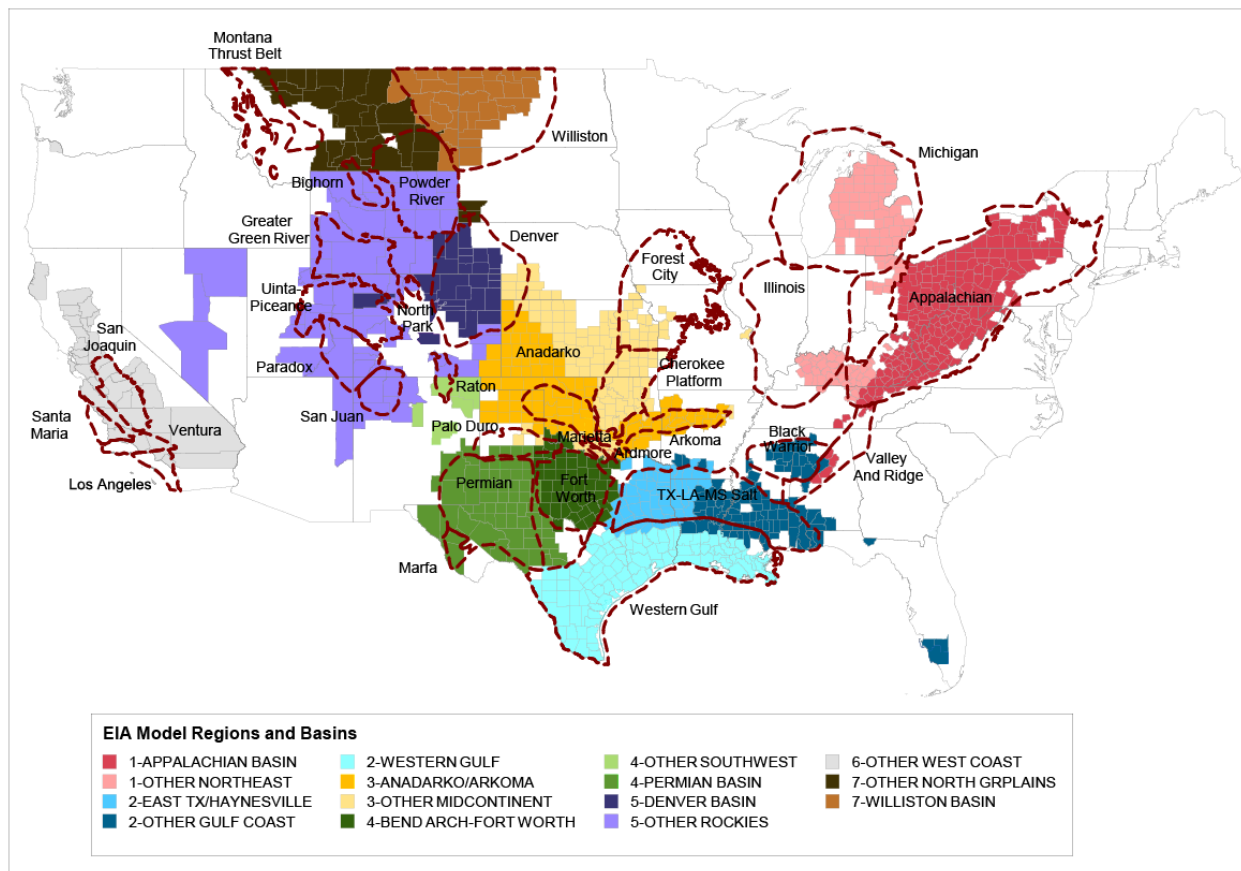 Montana
Thrust Belt
Williston
Michigan
Bighorn
Powder
River
Greater
Green River
Denver
Forest
City
Illinois
Appalachian
Uinta-
Piceance
North
Park
San
Joaquin
Anadarko
Cherokee
Platform
Paradox
Raton
Santa
Maria
Ventura
San Juan
Palo Duro
Marietta
Ardmore
Arkoma
Black
Warrior
Valley
And Ridge
Los Angeles
Permian
Fort
Worth
TX-LA-MS Salt
Marfa
Western Gulf
EIA Model Regions and Basins
1-APPALACHIAN BASIN
1-OTHER NORTHEAST
2-EAST TX/HAYNESVILLE
2-OTHER GULF COAST
2-WESTERN GULF
3-ANADARKO/ARKOMA
3-OTHER MIDCONTINENT
4-BEND ARCH-FORT WORTH
4-OTHER SOUTHWEST
4-PERMIAN BASIN
5-DENVER BASIN
5-OTHER ROCKIES
6-OTHER WEST COAST
7-OTHER NORTH GRPLAINS
7-WILLISTON BASIN